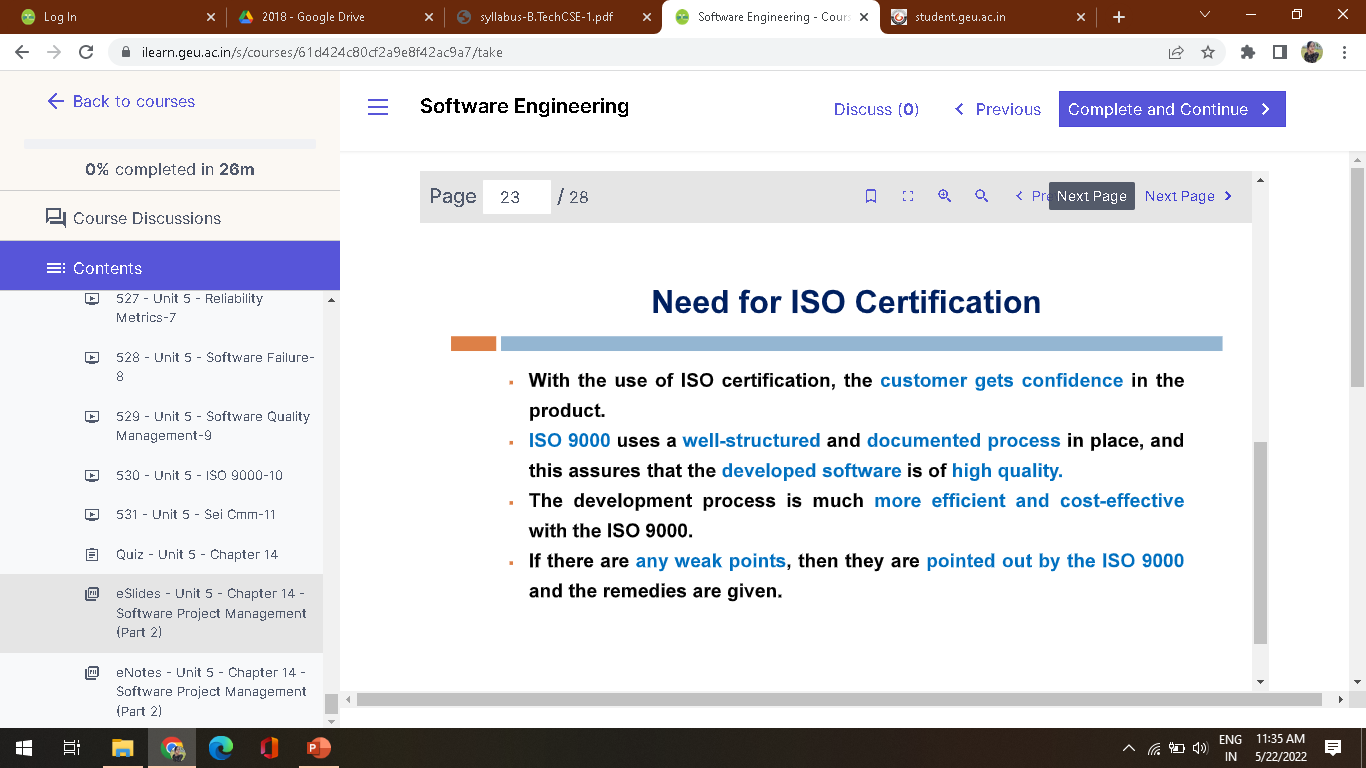 Log In
2018 - Google Drive
syllabus-B.TechCSE-1.pdf
Software Engineering - Cours
student.geu.ac.in
ilearn.geu.ac.in/s/courses/61d424c80cf2a9e8f42ac9a7/take
Back to courses
0% completed in 26m
Course Discussions
Contents
527 - Unit 5 - Reliability
Metrics-7
528 - Unit 5 - Software Failure-
8
529 - Unit 5 - Software Quality
Management-9
530 - Unit 5 - ISO 9000-10
531 - Unit 5 - Sei Cmm-11
Quiz - Unit 5 - Chapter 14
eSlides - Unit 5 - Chapter 14 -
Software Project Management
(Part 2)
eNotes - Unit 5 - Chapter 14 -
Software Project Management
(Part 2)
Software Engineering
Discuss (0)
Previous
Complete and Continue
Page 23 / 28
Pre
Next Page
Next Page
Need for ISO Certification
With the use of ISO certification, the customer gets confidence in the
product.
ISO 9000 uses a well-structured and documented process in place, and
this assures that the developed software is of high quality.
The development process is much more efficient and cost-effective
with the ISO 9000.
If there are any weak points, then they are pointed out by the ISO 9000
and the remedies are given.
ENG
IN
11:35 AM
5/22/2022